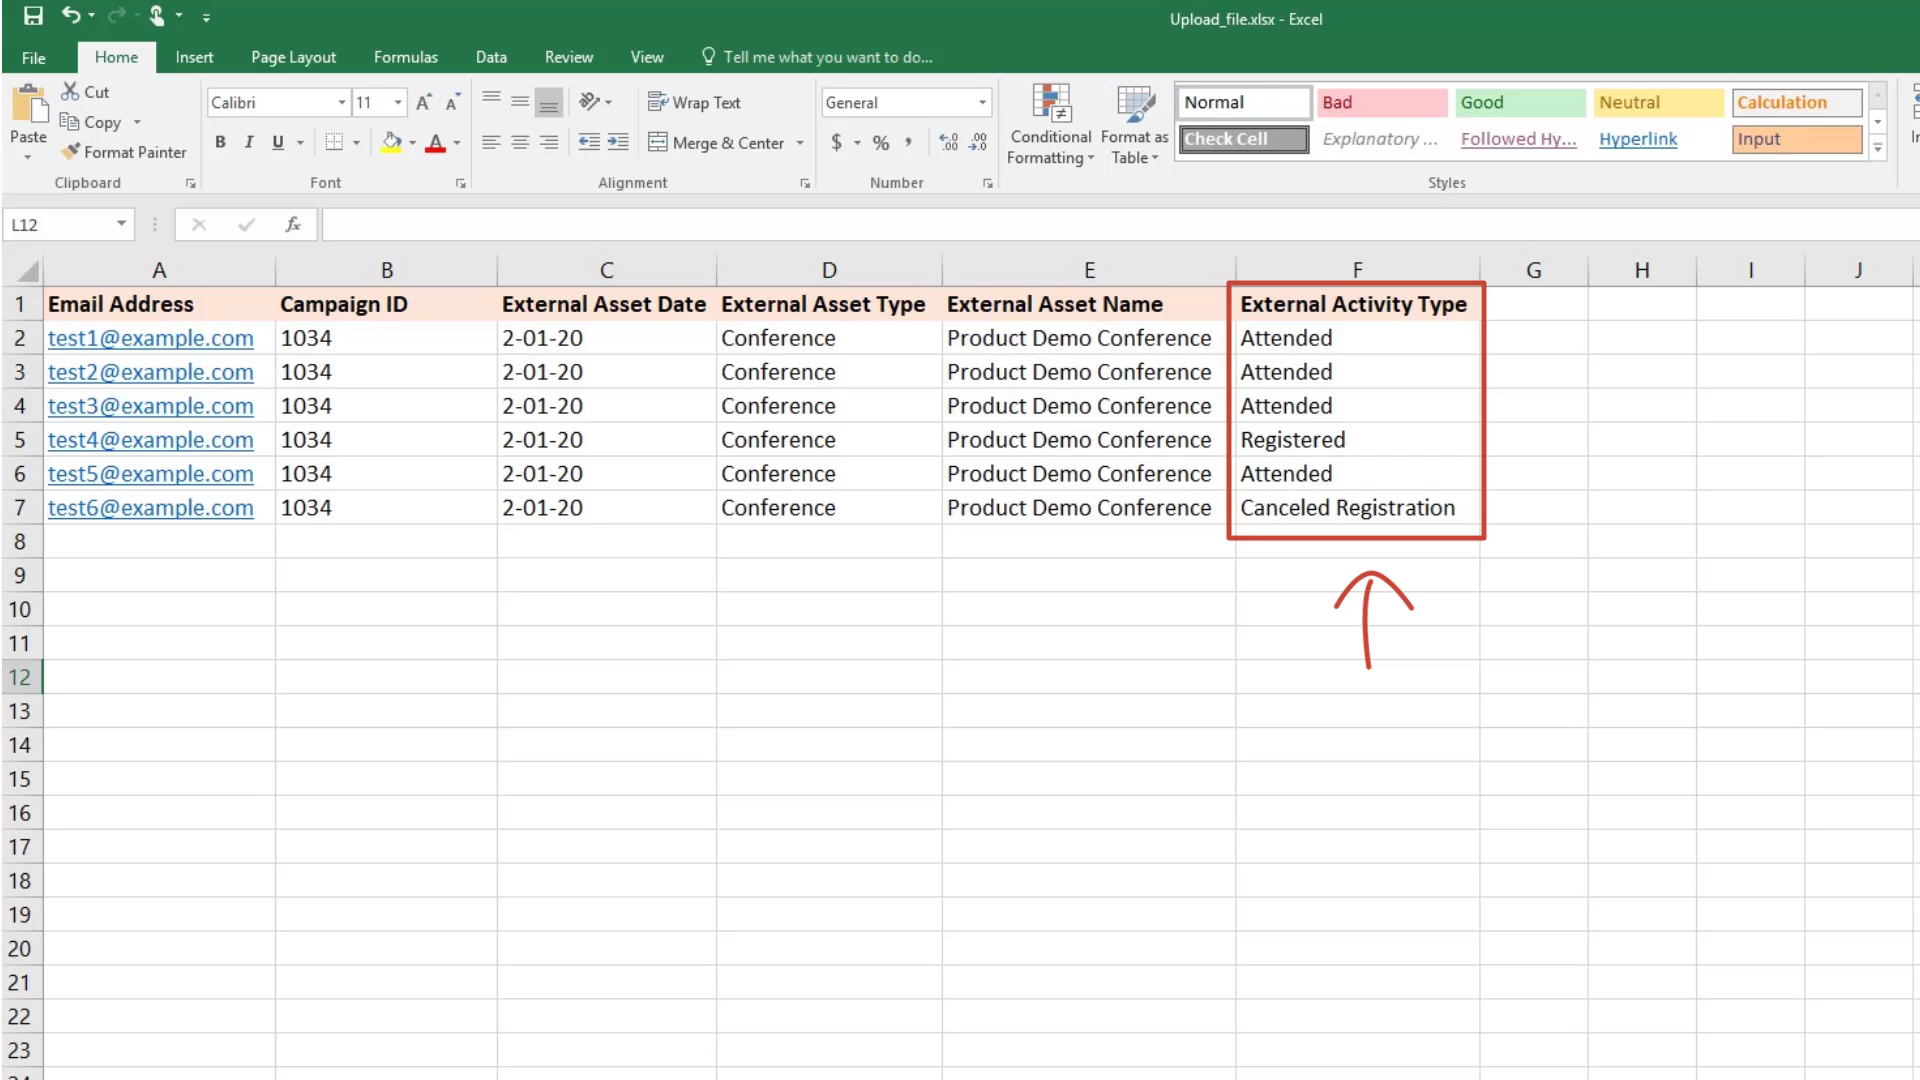 Upload_file.xlsx - Excel
File Home Insert Page Layout Formulas Data Review View Tell me what you want to do...
Paste
Cut
Copy
Format Painter
Clipboard
Calibri 11
B I U A
Font
Wrap Text
Merge & Center
Alignment
General
$ % ,
Number
Conditional Formatting
Format as Table
Normal Bad Good Neutral Calculation
Check Cell Explanatory ... Followed Hy... Hyperlink Input
Styles
L12 fx
A B C D E F G H I J
1 Email Address Campaign ID External Asset Date External Asset Type External Asset Name External Activity Type
2 test1@example.com 1034 2-01-20 Conference Product Demo Conference Attended
3 test2@example.com 1034 2-01-20 Conference Product Demo Conference Attended
4 test3@example.com 1034 2-01-20 Conference Product Demo Conference Attended
5 test4@example.com 1034 2-01-20 Conference Product Demo Conference Registered
6 test5@example.com 1034 2-01-20 Conference Product Demo Conference Attended
7 test6@example.com 1034 2-01-20 Conference Product Demo Conference Canceled Registration
8
9
10
11
12
13
14
15
16
17
18
19
20
21
22
23